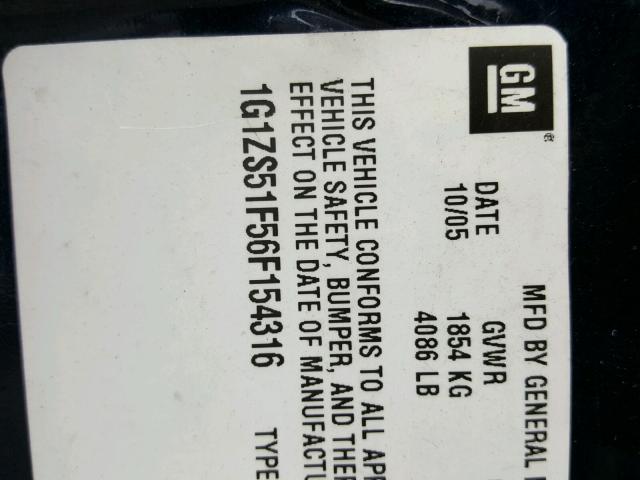 GM
MFD BY GENERAL
DATE GVWR
10/05 1854 KG
4086 LB
THIS VEHICLE CONFORMS TO ALL
VEHICLE SAFETY, BUMPER, AND
EFFECT ON THE DATE OF
1G1ZS51F56F154316 TYPE